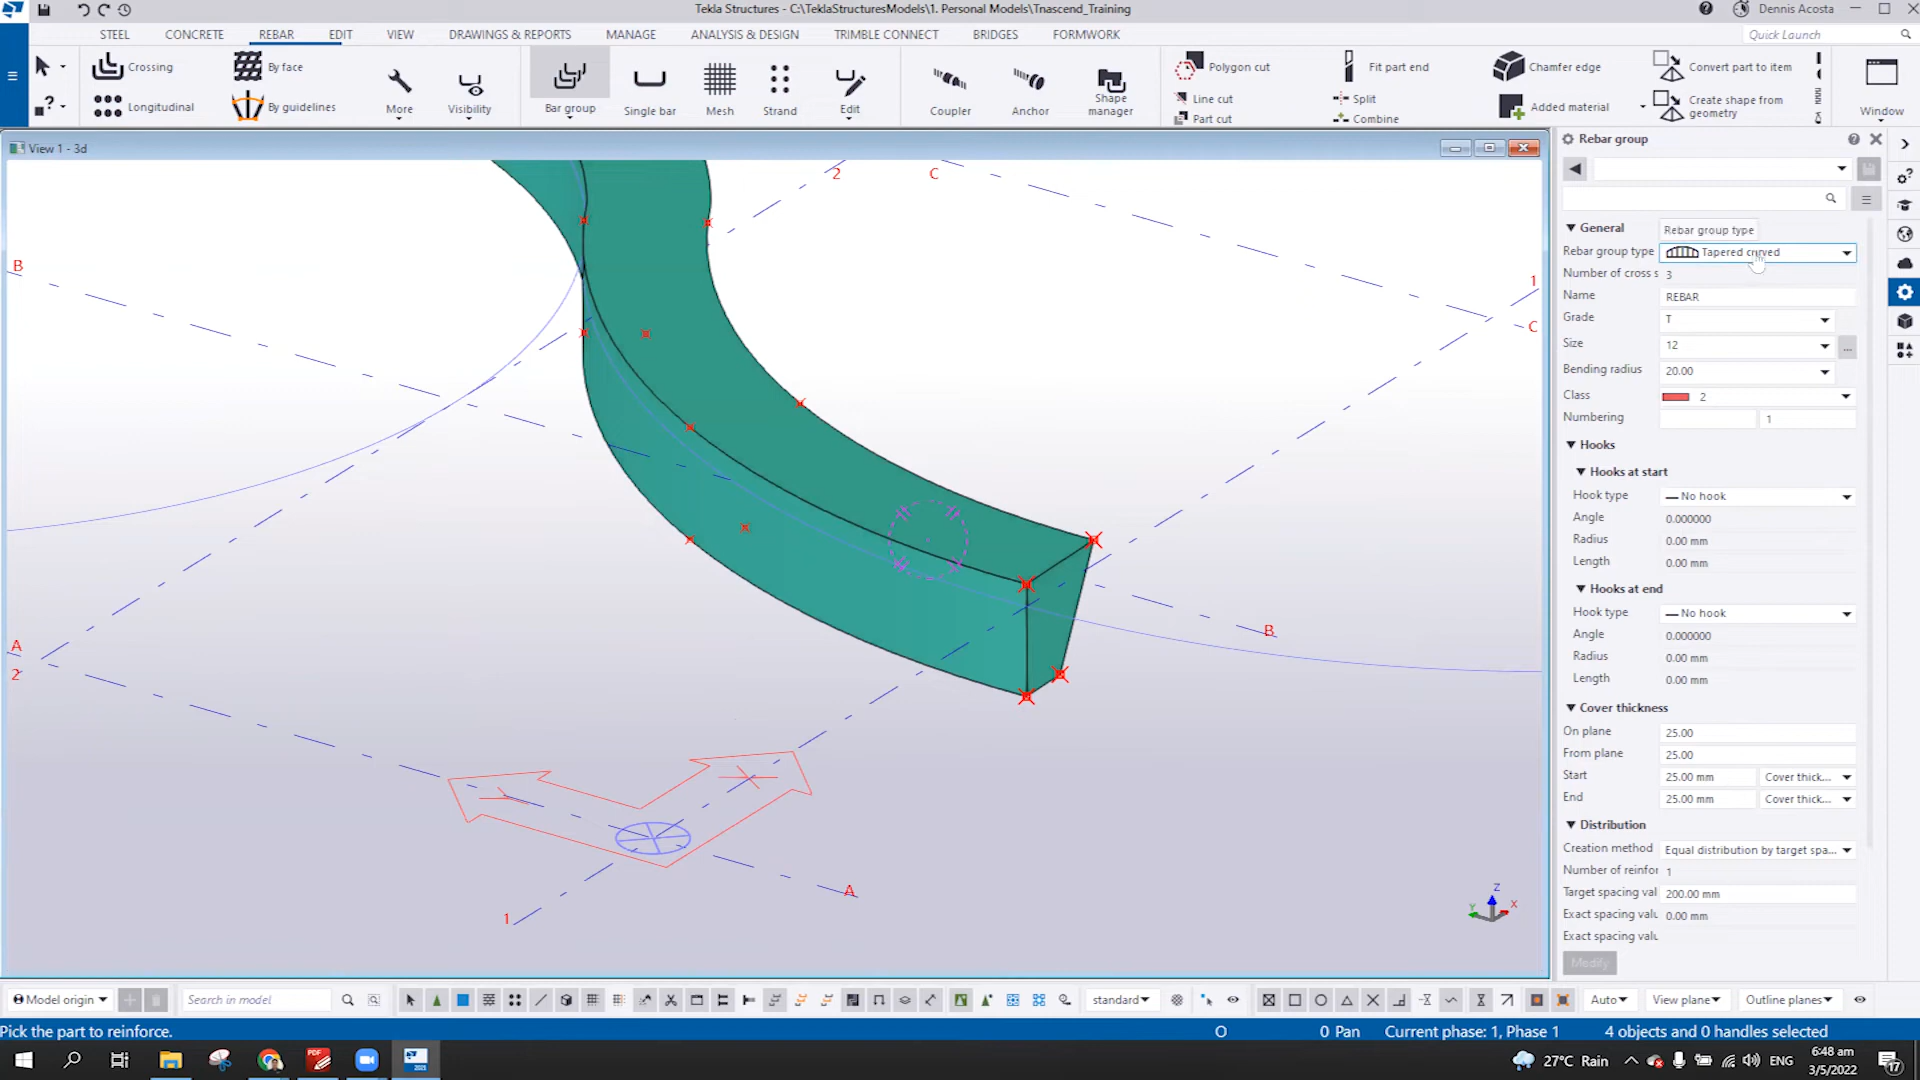 Tekla Structures - C:\TeklaStructuresModels\1. Personal Models\Tnascend_Training
Dennis Acosta
STEEL CONCRETE REBAR EDIT VIEW DRAWINGS & REPORTS MANAGE ANALYSIS & DESIGN TRIMBLE CONNECT BRIDGES FORMWORK
Quick Launch
Crossing
Longitudinal
By face
By guidelines
More
Visibility
Bar group
Single bar
Mesh
Strand
Edit
Coupler
Anchor
Shape
manager
Polygon cut
Line cut
Part cut
Fit part end
Split
Combine
Chamfer edge
Added material
Convert part to item
Create shape from
geometry
Window
View 1 - 3d
2
C
B
1
C
A
2
B
A
1
Z
Y
X
Rebar group
General
Rebar group type
Rebar group type Tapered curved
Number of cross s 3
Name REBAR
Grade T
Size 12 ...
Bending radius 20.00
Class 2
Numbering 1
Hooks
Hooks at start
Hook type No hook
Angle 0.000000
Radius 0.00 mm
Length 0.00 mm
Hooks at end
Hook type No hook
Angle 0.000000
Radius 0.00 mm
Length 0.00 mm
Cover thickness
On plane 25.00
From plane 25.00
Start 25.00 mm Cover thick...
End 25.00 mm Cover thick...
Distribution
Creation method Equal distribution by target spa...
Number of reinfor 1
Target spacing val 200.00 mm
Exact spacing valu 0.00 mm
Exact spacing valu
Modify
Model origin
Search in model
standard
Auto
View plane
Outline planes
Pick the part to reinforce.
O
0 Pan
Current phase: 1, Phase 1
4 objects and 0 handles selected
27°C Rain
ENG
6:48 am
3/5/2022
17